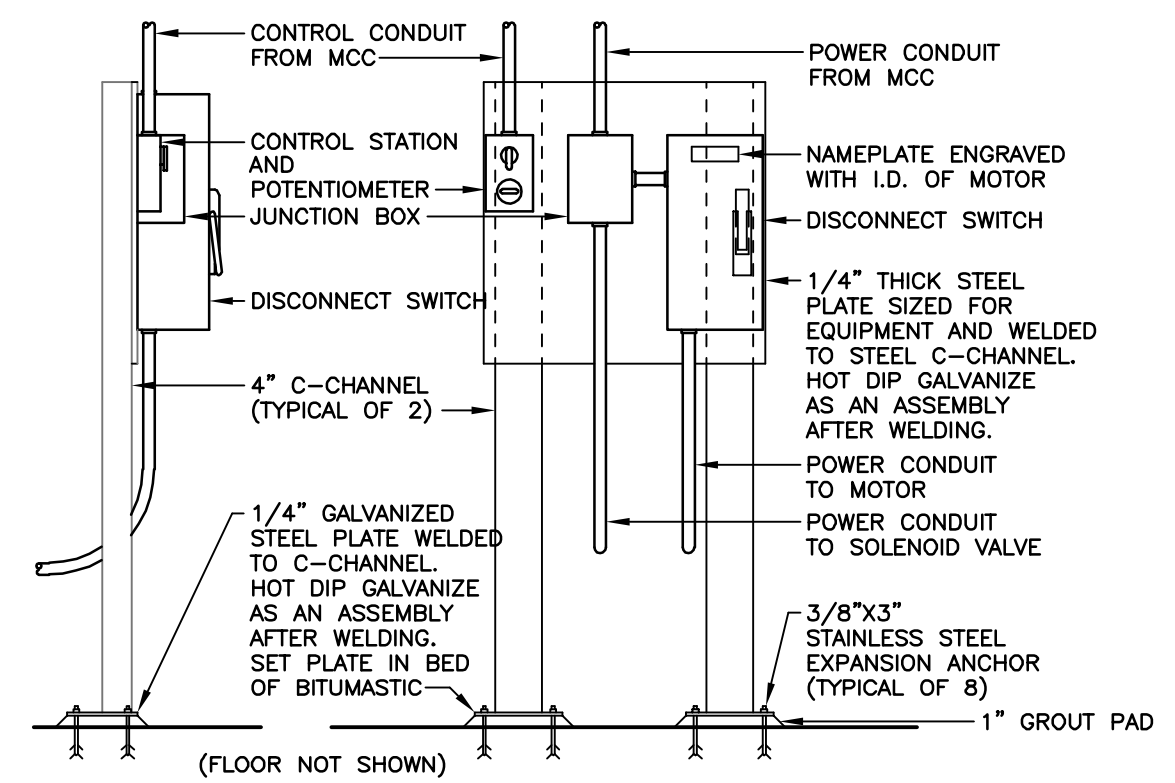 CONTROL CONDUIT
FROM MCC
POWER CONDUIT
FROM MCC
CONTROL STATION
AND
POTENTIOMETER
JUNCTION BOX
NAMEPLATE ENGRAVED
WITH I.D. OF MOTOR
DISCONNECT SWITCH
DISCONNECT SWITCH
1/4" THICK STEEL
PLATE SIZED FOR
EQUIPMENT AND WELDED
TO STEEL C-CHANNEL.
HOT DIP GALVANIZE
AS AN ASSEMBLY
AFTER WELDING.
4" C-CHANNEL
(TYPICAL OF 2)
POWER CONDUIT
TO MOTOR
POWER CONDUIT
TO SOLENOID VALVE
1/4" GALVANIZED
STEEL PLATE WELDED
TO C-CHANNEL.
HOT DIP GALVANIZE
AS AN ASSEMBLY
AFTER WELDING.
SET PLATE IN BED
OF BITUMASTIC
3/8"X3"
STAINLESS STEEL
EXPANSION ANCHOR
(TYPICAL OF 8)
1" GROUT PAD
(FLOOR NOT SHOWN)